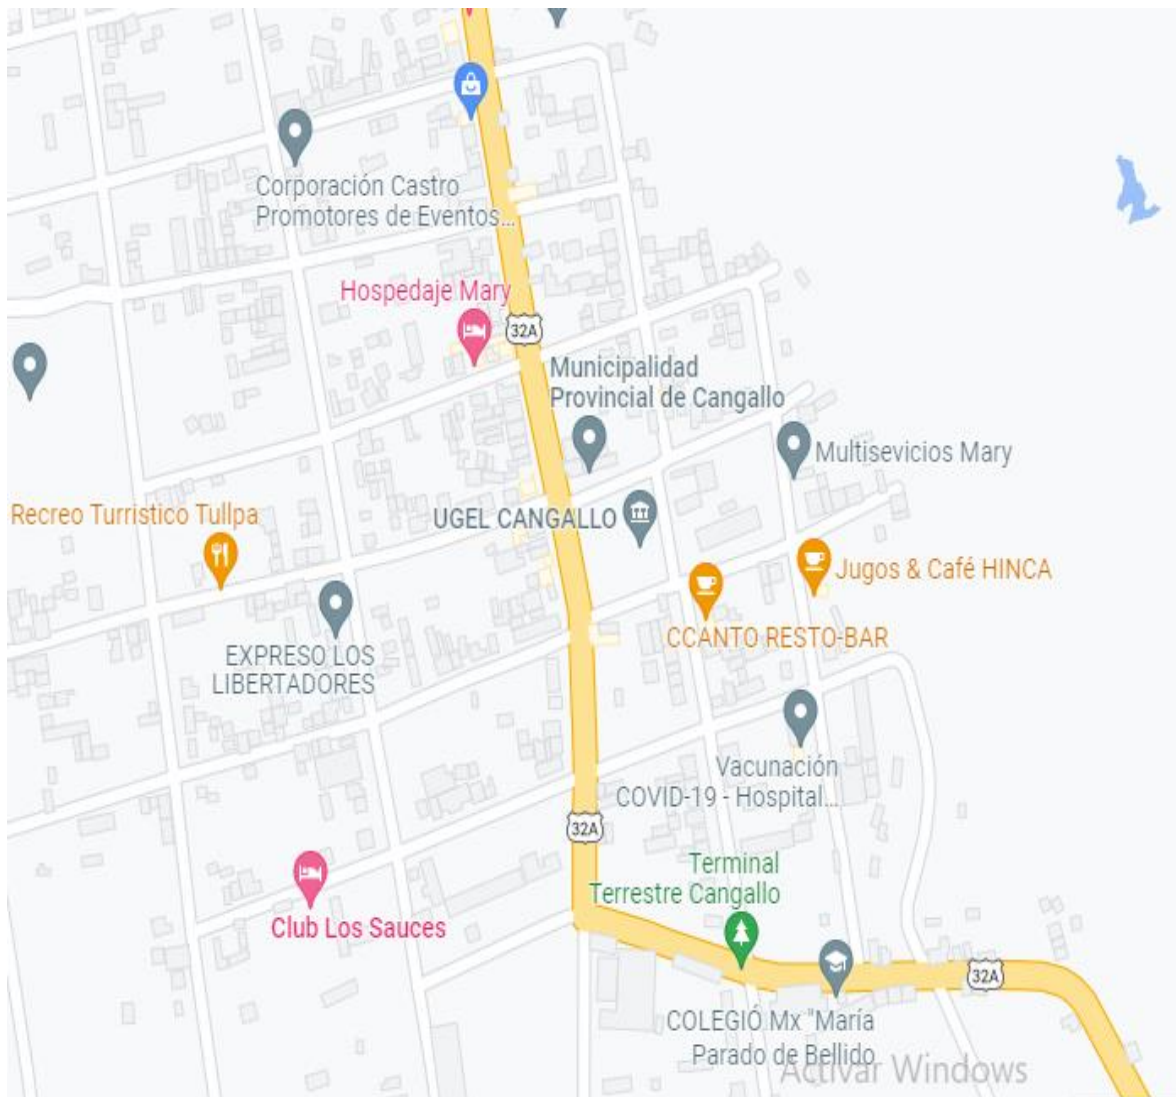 Corporación Castro
Promotores de Eventos...
Hospedaje Mary
32A
Municipalidad
Provincial de Cangallo
Multisevicios Mary
Recreo Turristico Tullpa
UGEL CANGALLO
Jugos & Café HINCA
CCANTO RESTO-BAR
EXPRESO LOS
LIBERTADORES
Vacunación
COVID-19 - Hospital...
32A
Terminal
Terrestre Cangallo
Club Los Sauces
32A
COLEGIÓ Mx "María
Parado de Bellido
Activar Windows